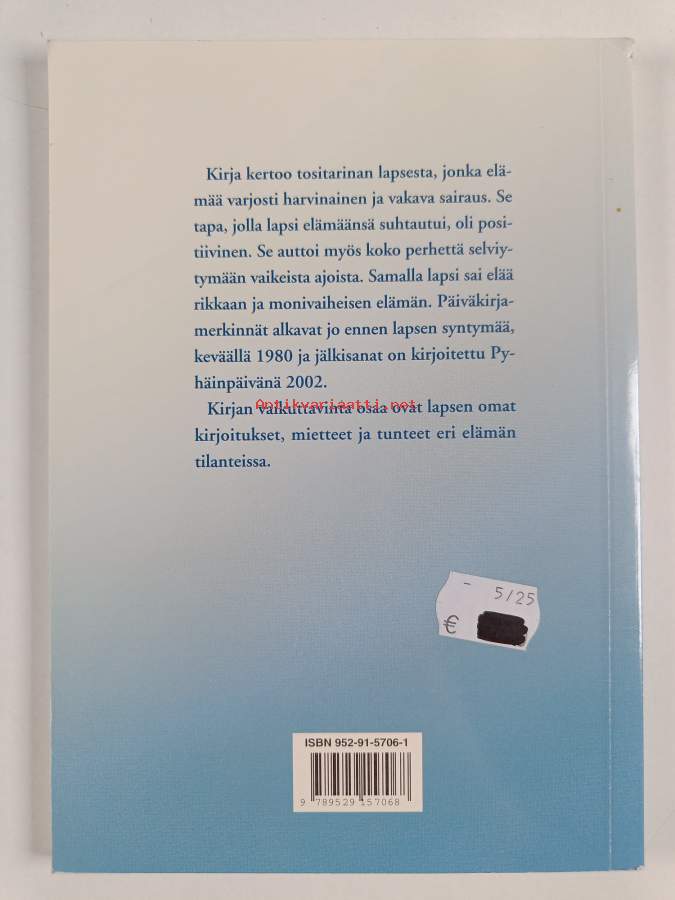 Kirja kertoo tositarinan lapsesta, jonka elä-
mää varjosti harvinainen ja vakava sairaus. Se
tapa, jolla lapsi elämäänsä suhtautui, oli posi-
tiivinen. Se auttoi myös koko perhettä selviy-
tymään vaikeista ajoista. Samalla lapsi sai elää
rikkaan ja monivaiheisen elämän. Päiväkirja-
merkinnät alkavat jo ennen lapsen syntymää,
keväällä 1980 ja jälkisanat on kirjoitettu Py-
häinpäivänä 2002.
Antikvariaatti.net
Kirjan vaikuttavinta osaa ovat lapsen omat
kirjoitukset, mietteet ja tunteet eri elämän
tilanteissa.
- 5/25
€
ISBN 952-91-5706-1
9 789529 157068